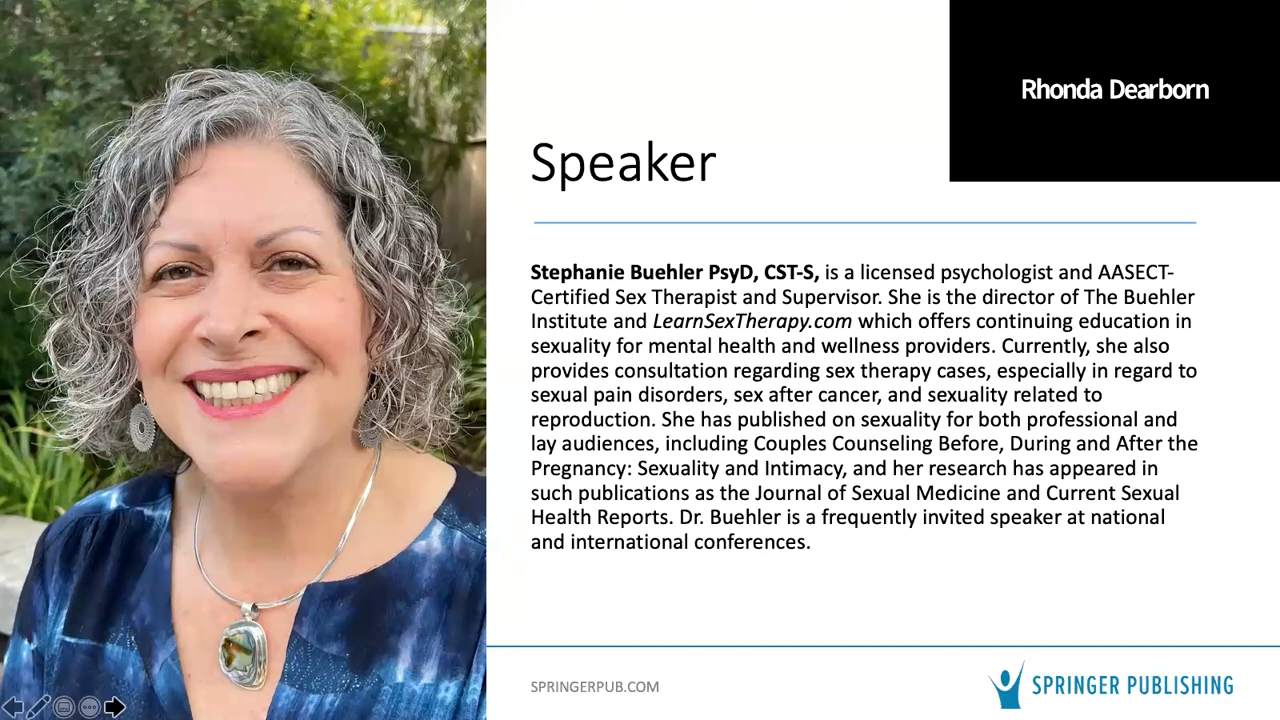 Rhonda Dearborn
Speaker
Stephanie Buehler PsyD, CST-S, is a licensed psychologist and AASECT-
Certified Sex Therapist and Supervisor. She is the director of The Buehler
Institute and LearnSexTherapy.com which offers continuing education in
sexuality for mental health and wellness providers. Currently, she also
provides consultation regarding sex therapy cases, especially in regard to
sexual pain disorders, sex after cancer, and sexuality related to
reproduction. She has published on sexuality for both professional and
lay audiences, including Couples Counseling Before, During and After the
Pregnancy: Sexuality and Intimacy, and her research has appeared in
such publications as the Journal of Sexual Medicine and Current Sexual
Health Reports. Dr. Buehler is a frequently invited speaker at national
and international conferences.
SPRINGERPUB.COM
SPRINGER PUBLISHING